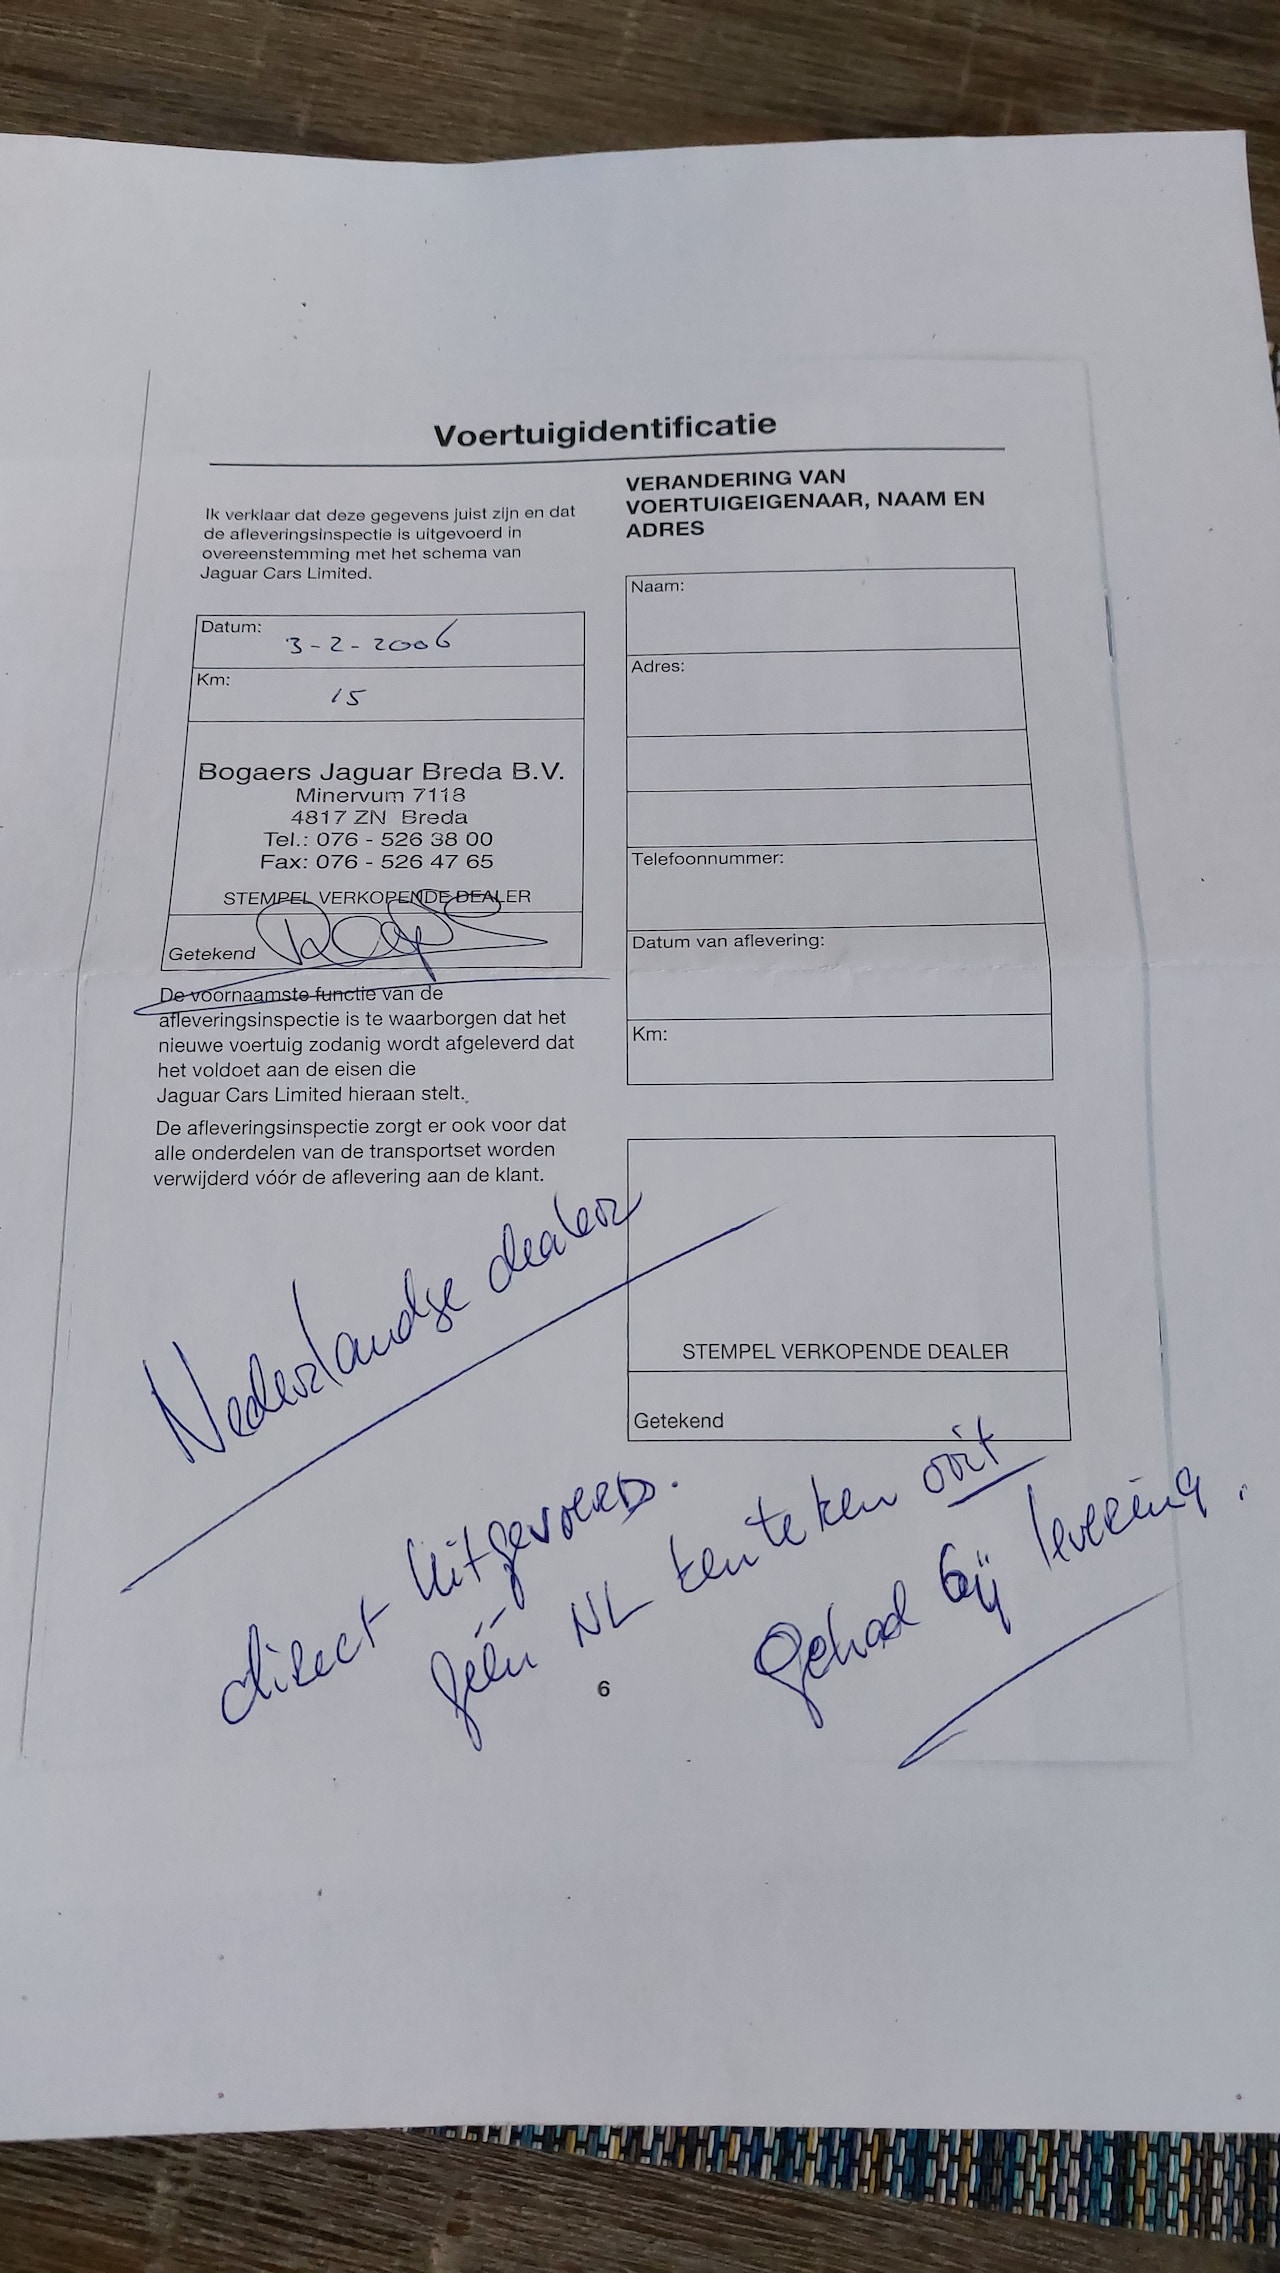 Voertuigidentificatie
Ik verklaar dat deze gegevens juist zijn en dat
de afleveringsinspectie is uitgevoerd in
overeenstemming met het schema van
Jaguar Cars Limited.
Datum: 3-2-2006
Km: 15
Bogaers Jaguar Breda B.V.
Minervum 7118
4817 ZN Breda
Tel.: 076 - 526 38 00
Fax: 076 - 526 47 65
STEMPEL VERKOPENDE DEALER
Getekend
De voornaamste functie van de
afleveringsinspectie is te waarborgen dat het
nieuwe voertuig zodanig wordt afgeleverd dat
het voldoet aan de eisen die
Jaguar Cars Limited hieraan stelt.
De afleveringsinspectie zorgt er ook voor dat
alle onderdelen van de transportset worden
verwijderd vóór de aflevering aan de klant.
VERANDERING VAN
VOERTUIGEIGENAAR, NAAM EN
ADRES
Naam:
Adres:
Telefoonnummer:
Datum van aflevering:
Km:
STEMPEL VERKOPENDE DEALER
Getekend
Nederlandse dealer
direct uitgevoerd.
géén NL kenteken ooit
gehad bij levering.
6